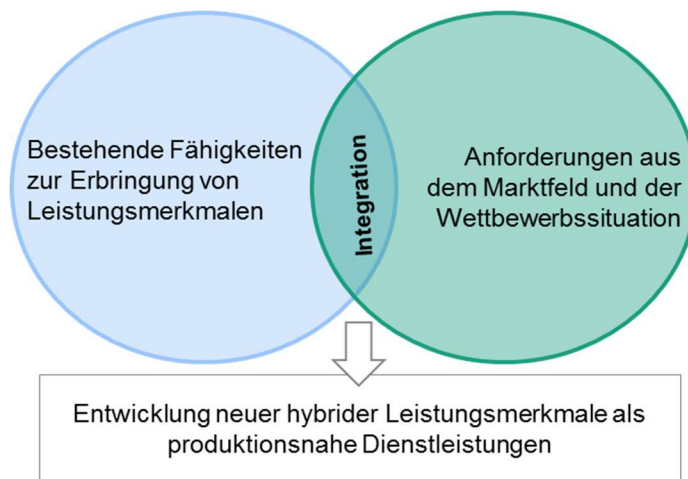 Bestehende Fähigkeiten
zur Erbringung von
Leistungsmerkmalen
Integration
Anforderungen aus
dem Marktfeld und der
Wettbewerbssituation
Entwicklung neuer hybrider Leistungsmerkmale als
produktionsnahe Dienstleistungen